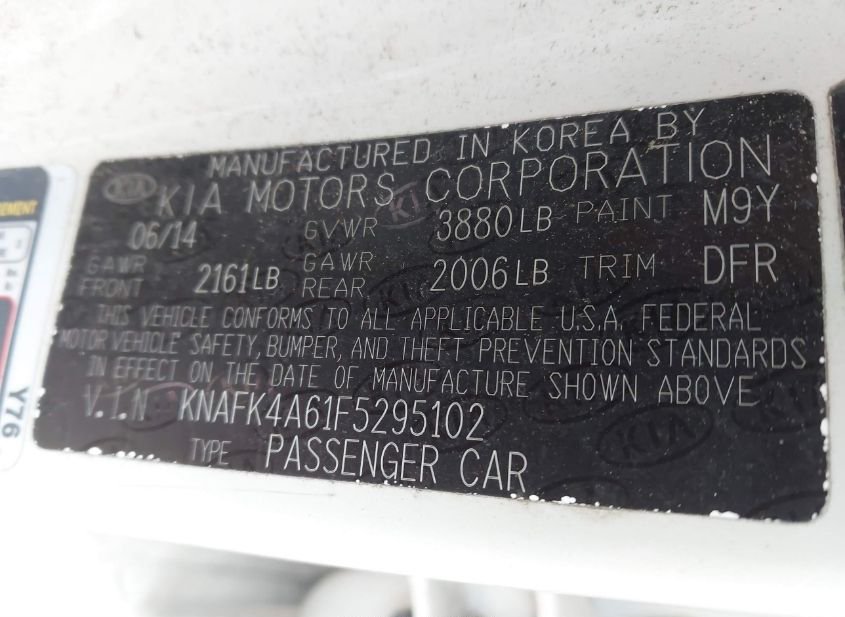 MANUFACTURED IN KOREA BY
KIA KIA MOTORS CORPORATION
06/14 GVWR 3880LB PAINT M9Y
GAWR FRONT 2161LB GAWR REAR 2006LB TRIM DFR
THIS VEHICLE CONFORMS TO ALL APPLICABLE U.S.A. FEDERAL
MOTOR VEHICLE SAFETY, BUMPER, AND THEFT PREVENTION STANDARDS
IN EFFECT ON THE DATE OF MANUFACTURE SHOWN ABOVE
V.I.N KNAFK4A61F5295102
TYPE PASSENGER CAR
KIA
Y76